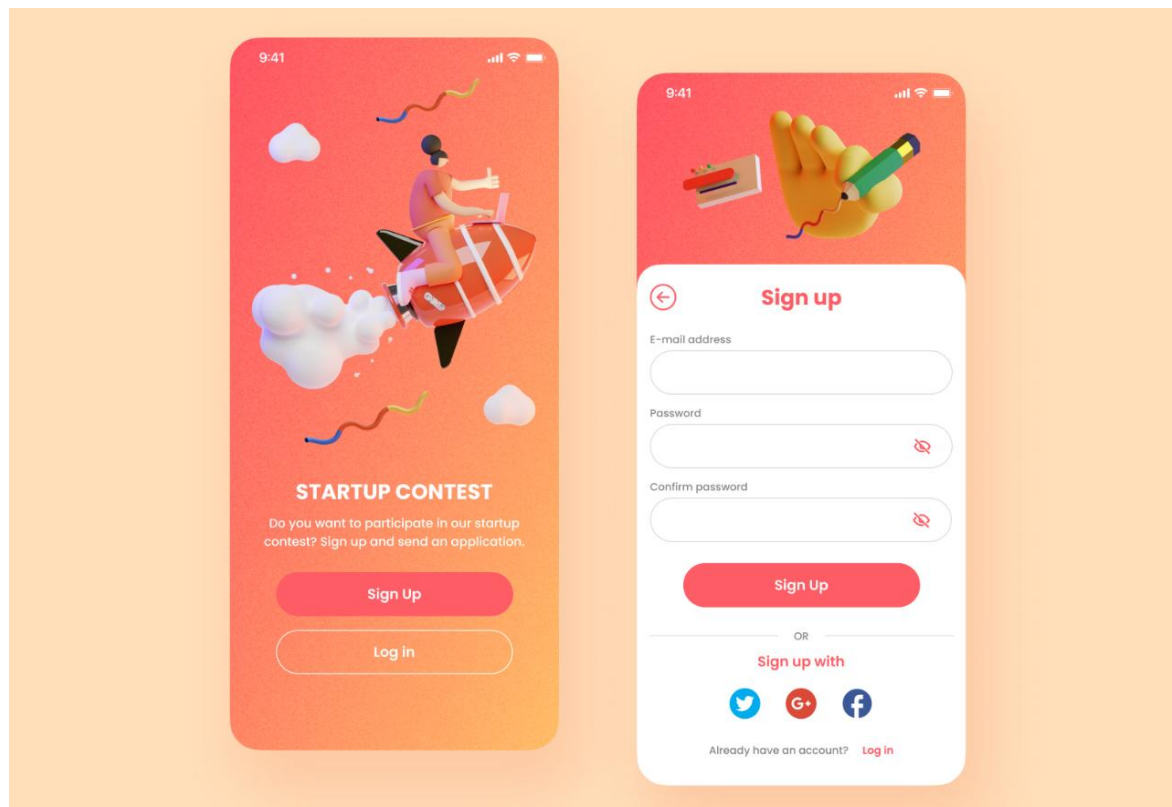 9:41
STARTUP CONTEST
Do you want to participate in our startup
contest? Sign up and send an application.
Sign Up
Log in
9:41
Sign up
E-mail address
Password
Confirm password
Sign Up
OR
Sign up with
G+
Already have an account? Log in